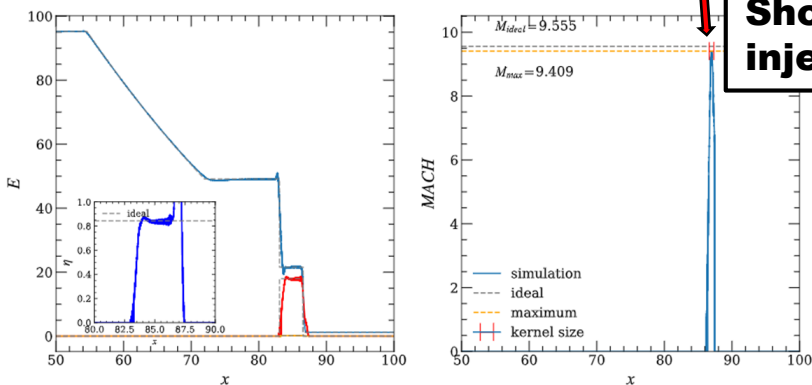 100
80
60
40
20
0
E
50 60 70 80 90 100
x
1.0
0.8
0.6
0.4
0.2
0.0
η
ideal
80.0 82.5 85.0 87.5 90.0
x
10
8
6
4
2
0
MACH
M_ideal=9.555
M_max=9.409
simulation
ideal
maximum
kernel size
50 60 70 80 90 100
x
Sho
inje